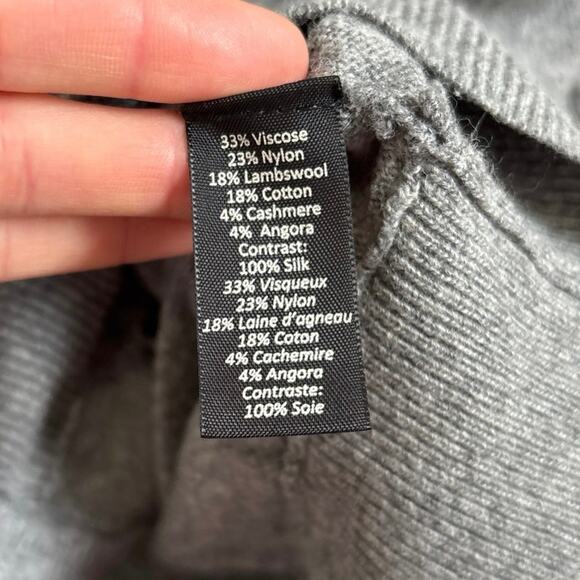 33% Viscose
23% Nylon
18% Lambswool
18% Cotton
4% Cashmere
4% Angora
Contrast:
100% Silk
33% Visqueux
23% Nylon
18% Laine d'agneau
18% Coton
4% Cachemire
4% Angora
Contraste:
100% Soie